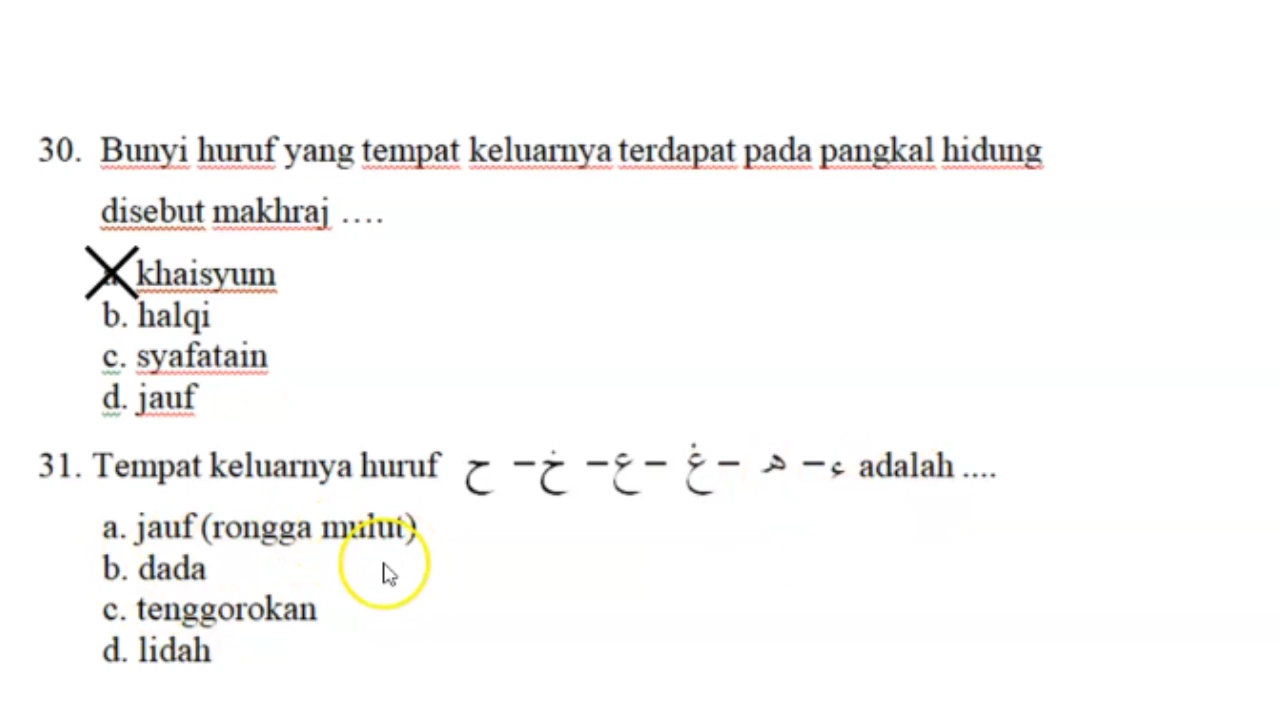 30. Bunyi huruf yang tempat keluarnya terdapat pada pangkal hidung
disebut makhraj ....
khaisyum
b. halqi
c. syafatain
d. jauf
31. Tempat keluarnya huruf ء – ه – غ – ع – خ – ح adalah ....
a. jauf (rongga mulut)
b. dada
c. tenggorokan
d. lidah